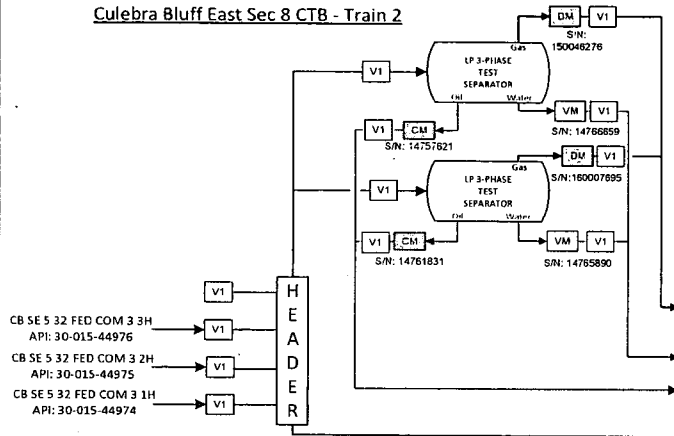 Culebra Bluff East Sec 8 CTB - Train 2
DM
V1
S/N:
150046276
Gas
LP 3-PHASE
TEST
SEPARATOR
Oil
Water
V1
V1
CM
S/N: 14757621
VM
V1
S/N: 14766859
Gas
DM
V1
S/N:160007695
LP 3-PHASE
TEST
SEPARATOR
Oil
Water
V1
V1
CM
S/N: 14761831
VM
V1
S/N: 14765890
HEADER
V1
CB SE 5 32 FED COM 3 3H
API: 30-015-44976
V1
CB SE 5 32 FED COM 3 2H
API: 30-015-44975
V1
CB SE 5 32 FED COM 3 1H
API: 30-015-44974
V1